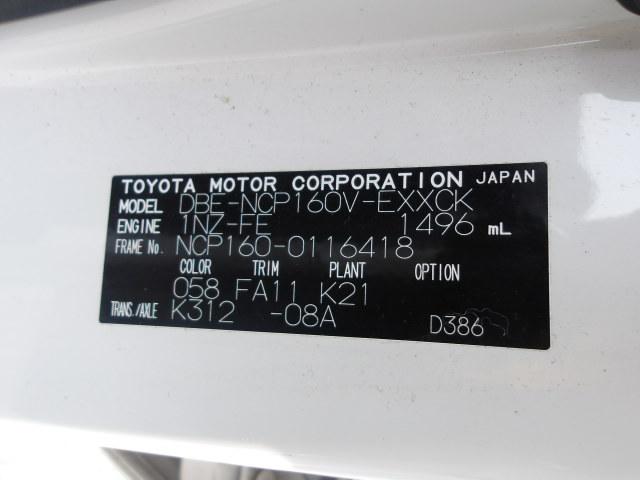 TOYOTA MOTOR CORPORATION JAPAN
MODEL DBE-NCP160V-EXXCK
ENGINE 1NZ-FE 1496 mL
FRAME No. NCP160-0116418
COLOR TRIM PLANT OPTION
058 FA11 K21
TRANS./AXLE K312 -08A
D386